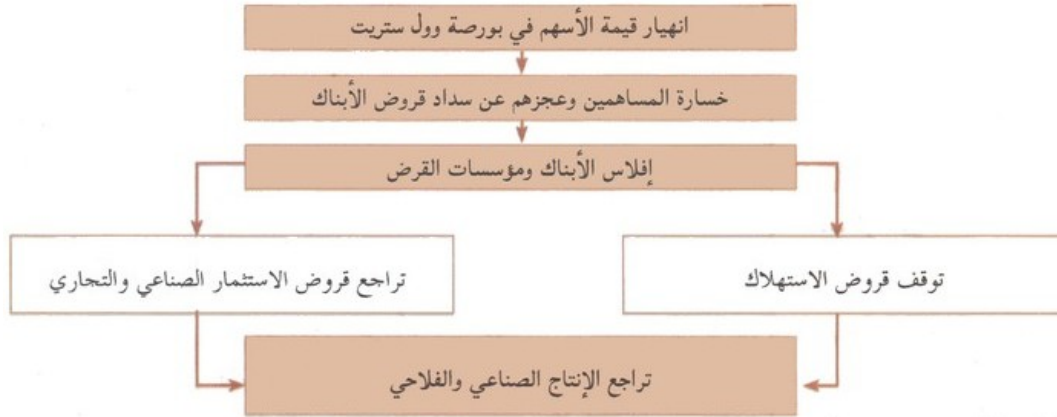 انهيار قيمة الأسهم في بورصة وول ستريت
خسارة المساهمين وعجزهم عن سداد قروض الأبناك
إفلاس الأبناك ومؤسسات القرض
توقف قروض الاستهلاك
تراجع قروض الاستثمار الصناعي والتجاري
تراجع الإنتاج الصناعي والفلاحي